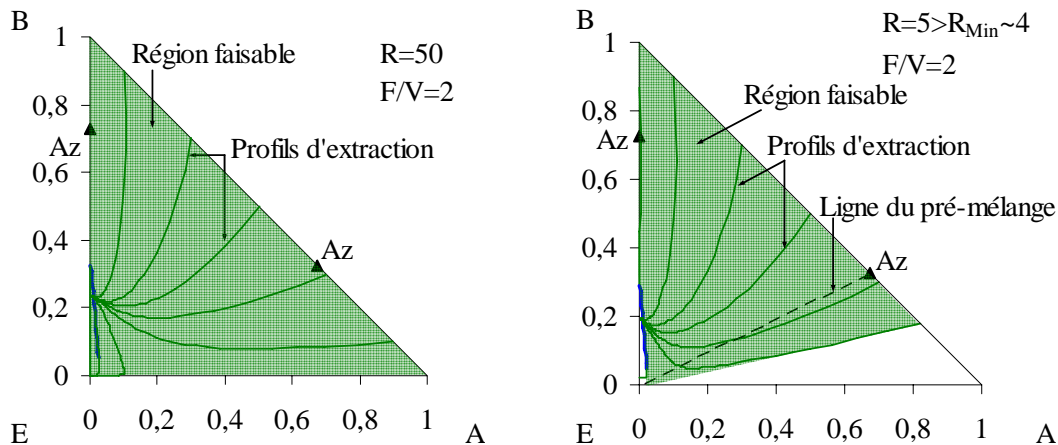 B
1
Région faisable
R=50
F/V=2
0,8
Az
Profils d'extraction
0,6
0,4
Az
0,2
0
0
0,2
0,4
0,6
0,8
1
E
A
B
R=5>RMin~4
F/V=2
1
Région faisable
0,8
Az
Profils d'extraction
0,6
Ligne du pré-mélange
0,4
Az
0,2
0
0
0,2
0,4
0,6
0,8
1
E
A